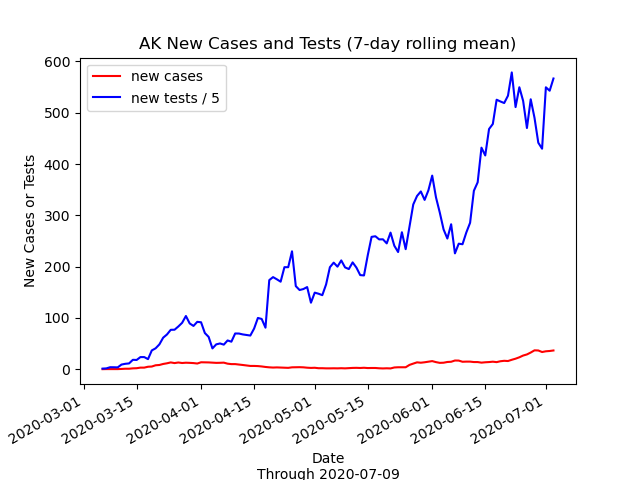 AK New Cases and Tests (7-day rolling mean)
new cases
new tests / 5
New Cases or Tests
600
500
400
300
200
100
0
2020-03-01
2020-03-15
2020-04-01
2020-04-15
2020-05-01
2020-05-15
2020-06-01
2020-06-15
2020-07-01
Date
Through 2020-07-09